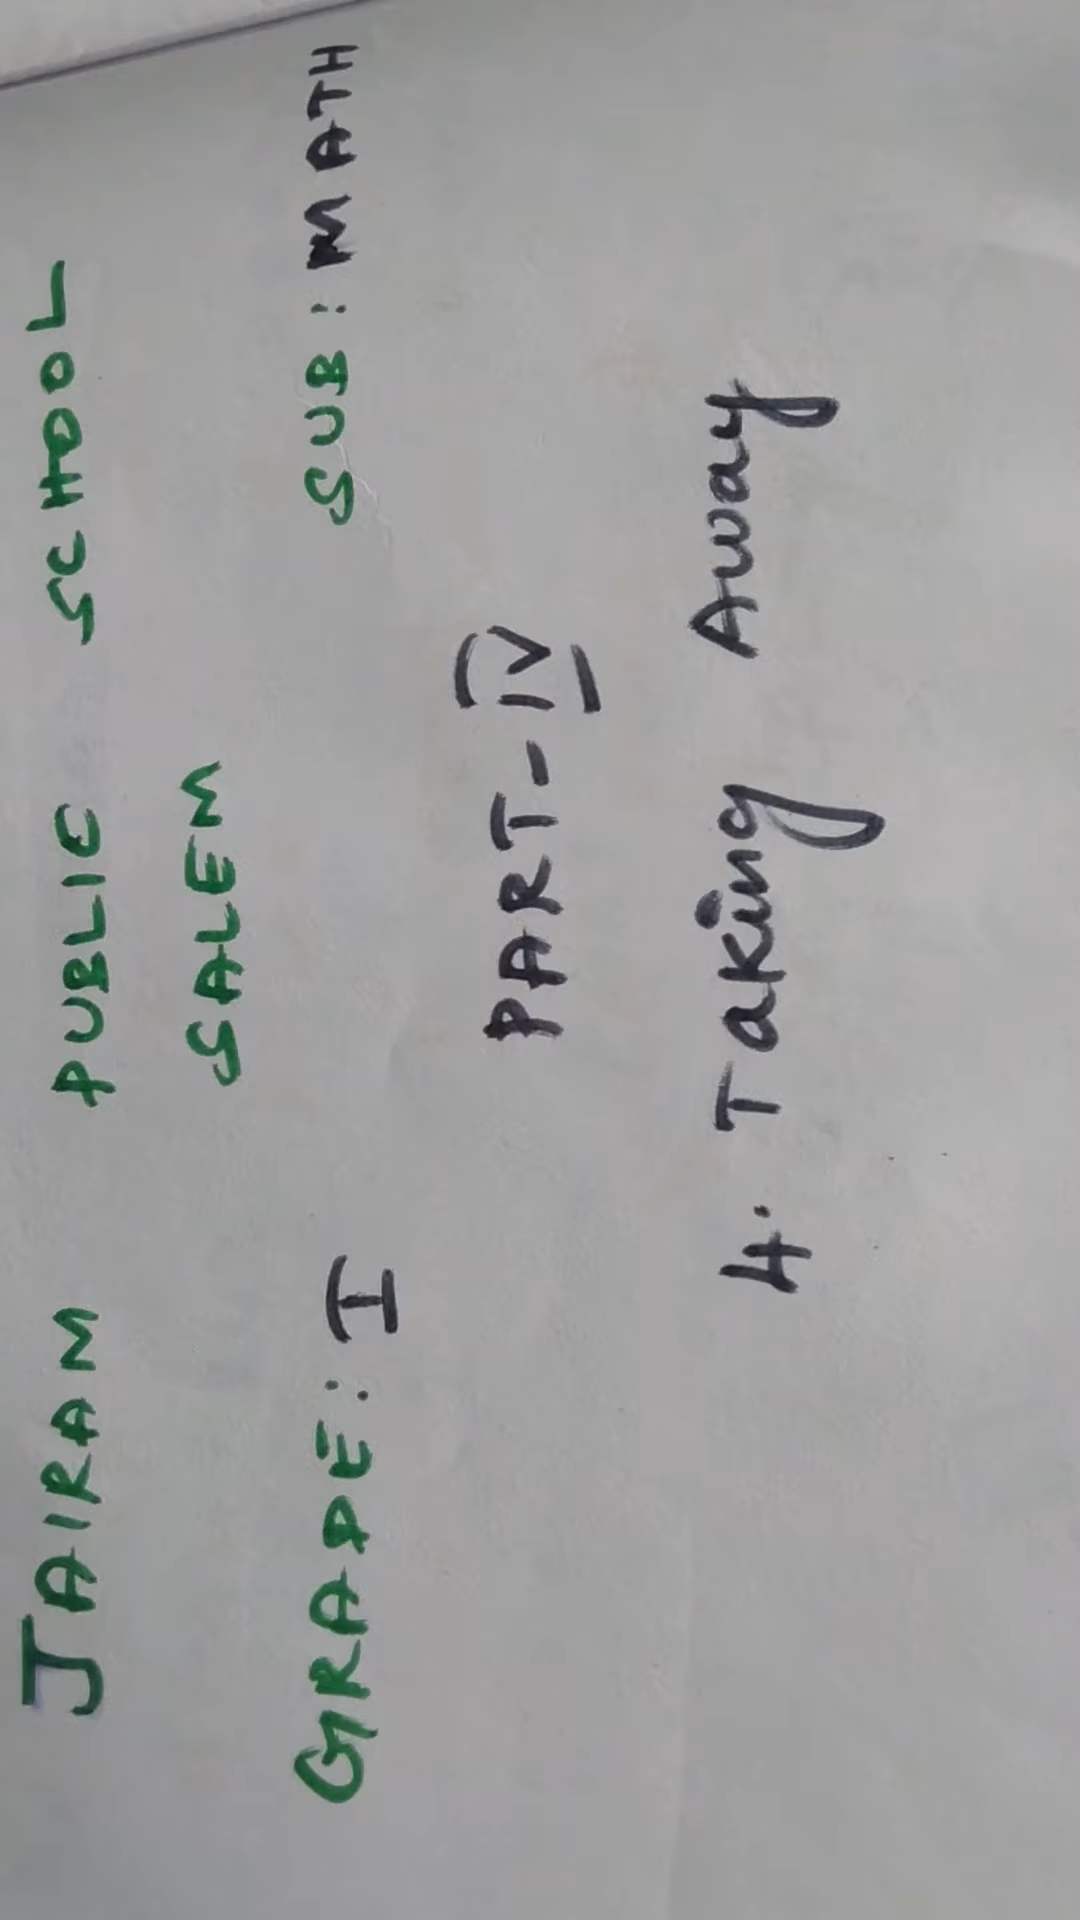 JAIRAM PUBLIC SCHOOL
SALEM
GRADE: I SUB: MATH
PART-IV
4. Taking Away